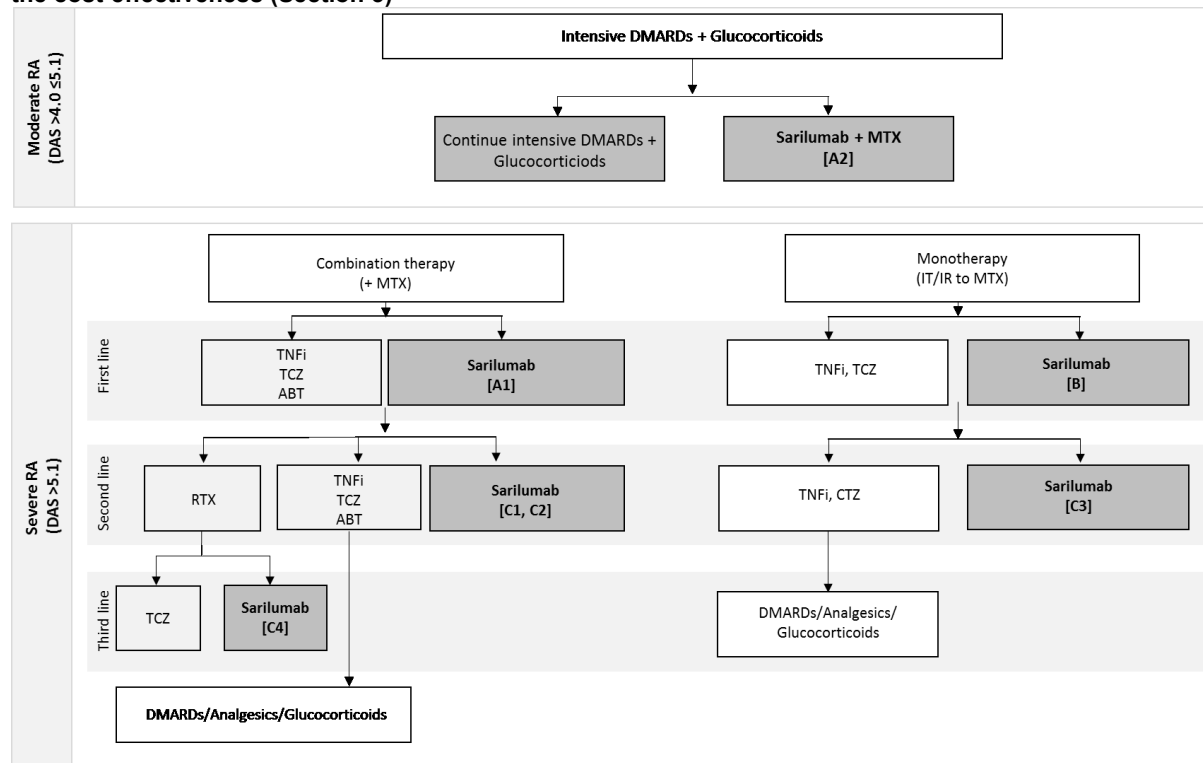 the cost-effectiveness (Section 3)
Moderate RA
(DAS >4.0 ≤5.1)
Intensive DMARDs + Glucocorticoids
Continue intensive DMARDs +
Glucocorticiods
Sarilumab + MTX
[A2]
Severe RA
(DAS >5.1)
Combination therapy
(+ MTX)
Monotherapy
(IT/IR to MTX)
First line
TNFi
TCZ
ABT
Sarilumab
[A1]
TNFi, TCZ
Sarilumab
[B]
Second line
RTX
TNFi
TCZ
ABT
Sarilumab
[C1, C2]
TNFi, CTZ
Sarilumab
[C3]
Third line
TCZ
Sarilumab
[C4]
DMARDs/Analgesics/
Glucocorticoids
DMARDs/Analgesics/Glucocorticoids